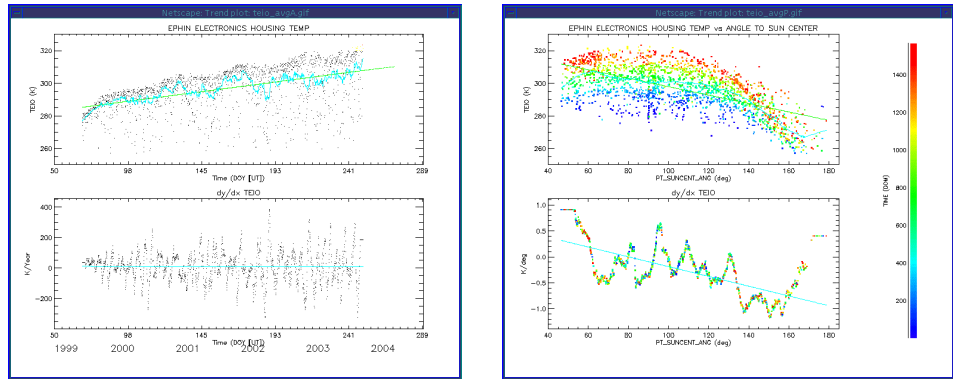 Netscape: Trend plot: teio_avgA.gif
EPHIN ELECTRONICS HOUSING TEMP
TEIO (K)
320
300
280
260
50 98 145 193 241 289
Time (DOY [UT])
dy/dx TEIO
K/Year
400
200
0
-200
50 98 145 193 241 289
Time (DOY [UT])
1999 2000 2001 2002 2003 2004
Netscape: Trend plot: teio_avgP.gif
EPHIN ELECTRONICS HOUSING TEMP vs ANGLE TO SUN CENTER
TEIO (K)
320
300
280
260
40 60 80 100 120 140 160 180
PT_SUNCENT_ANG (deg)
dy/dx TEIO
K/deg
1.0
0.5
0.0
-0.5
-1.0
40 60 80 100 120 140 160 180
PT_SUNCENT_ANG (deg)
TIME (DOM)
1400
1200
1000
800
600
400
200